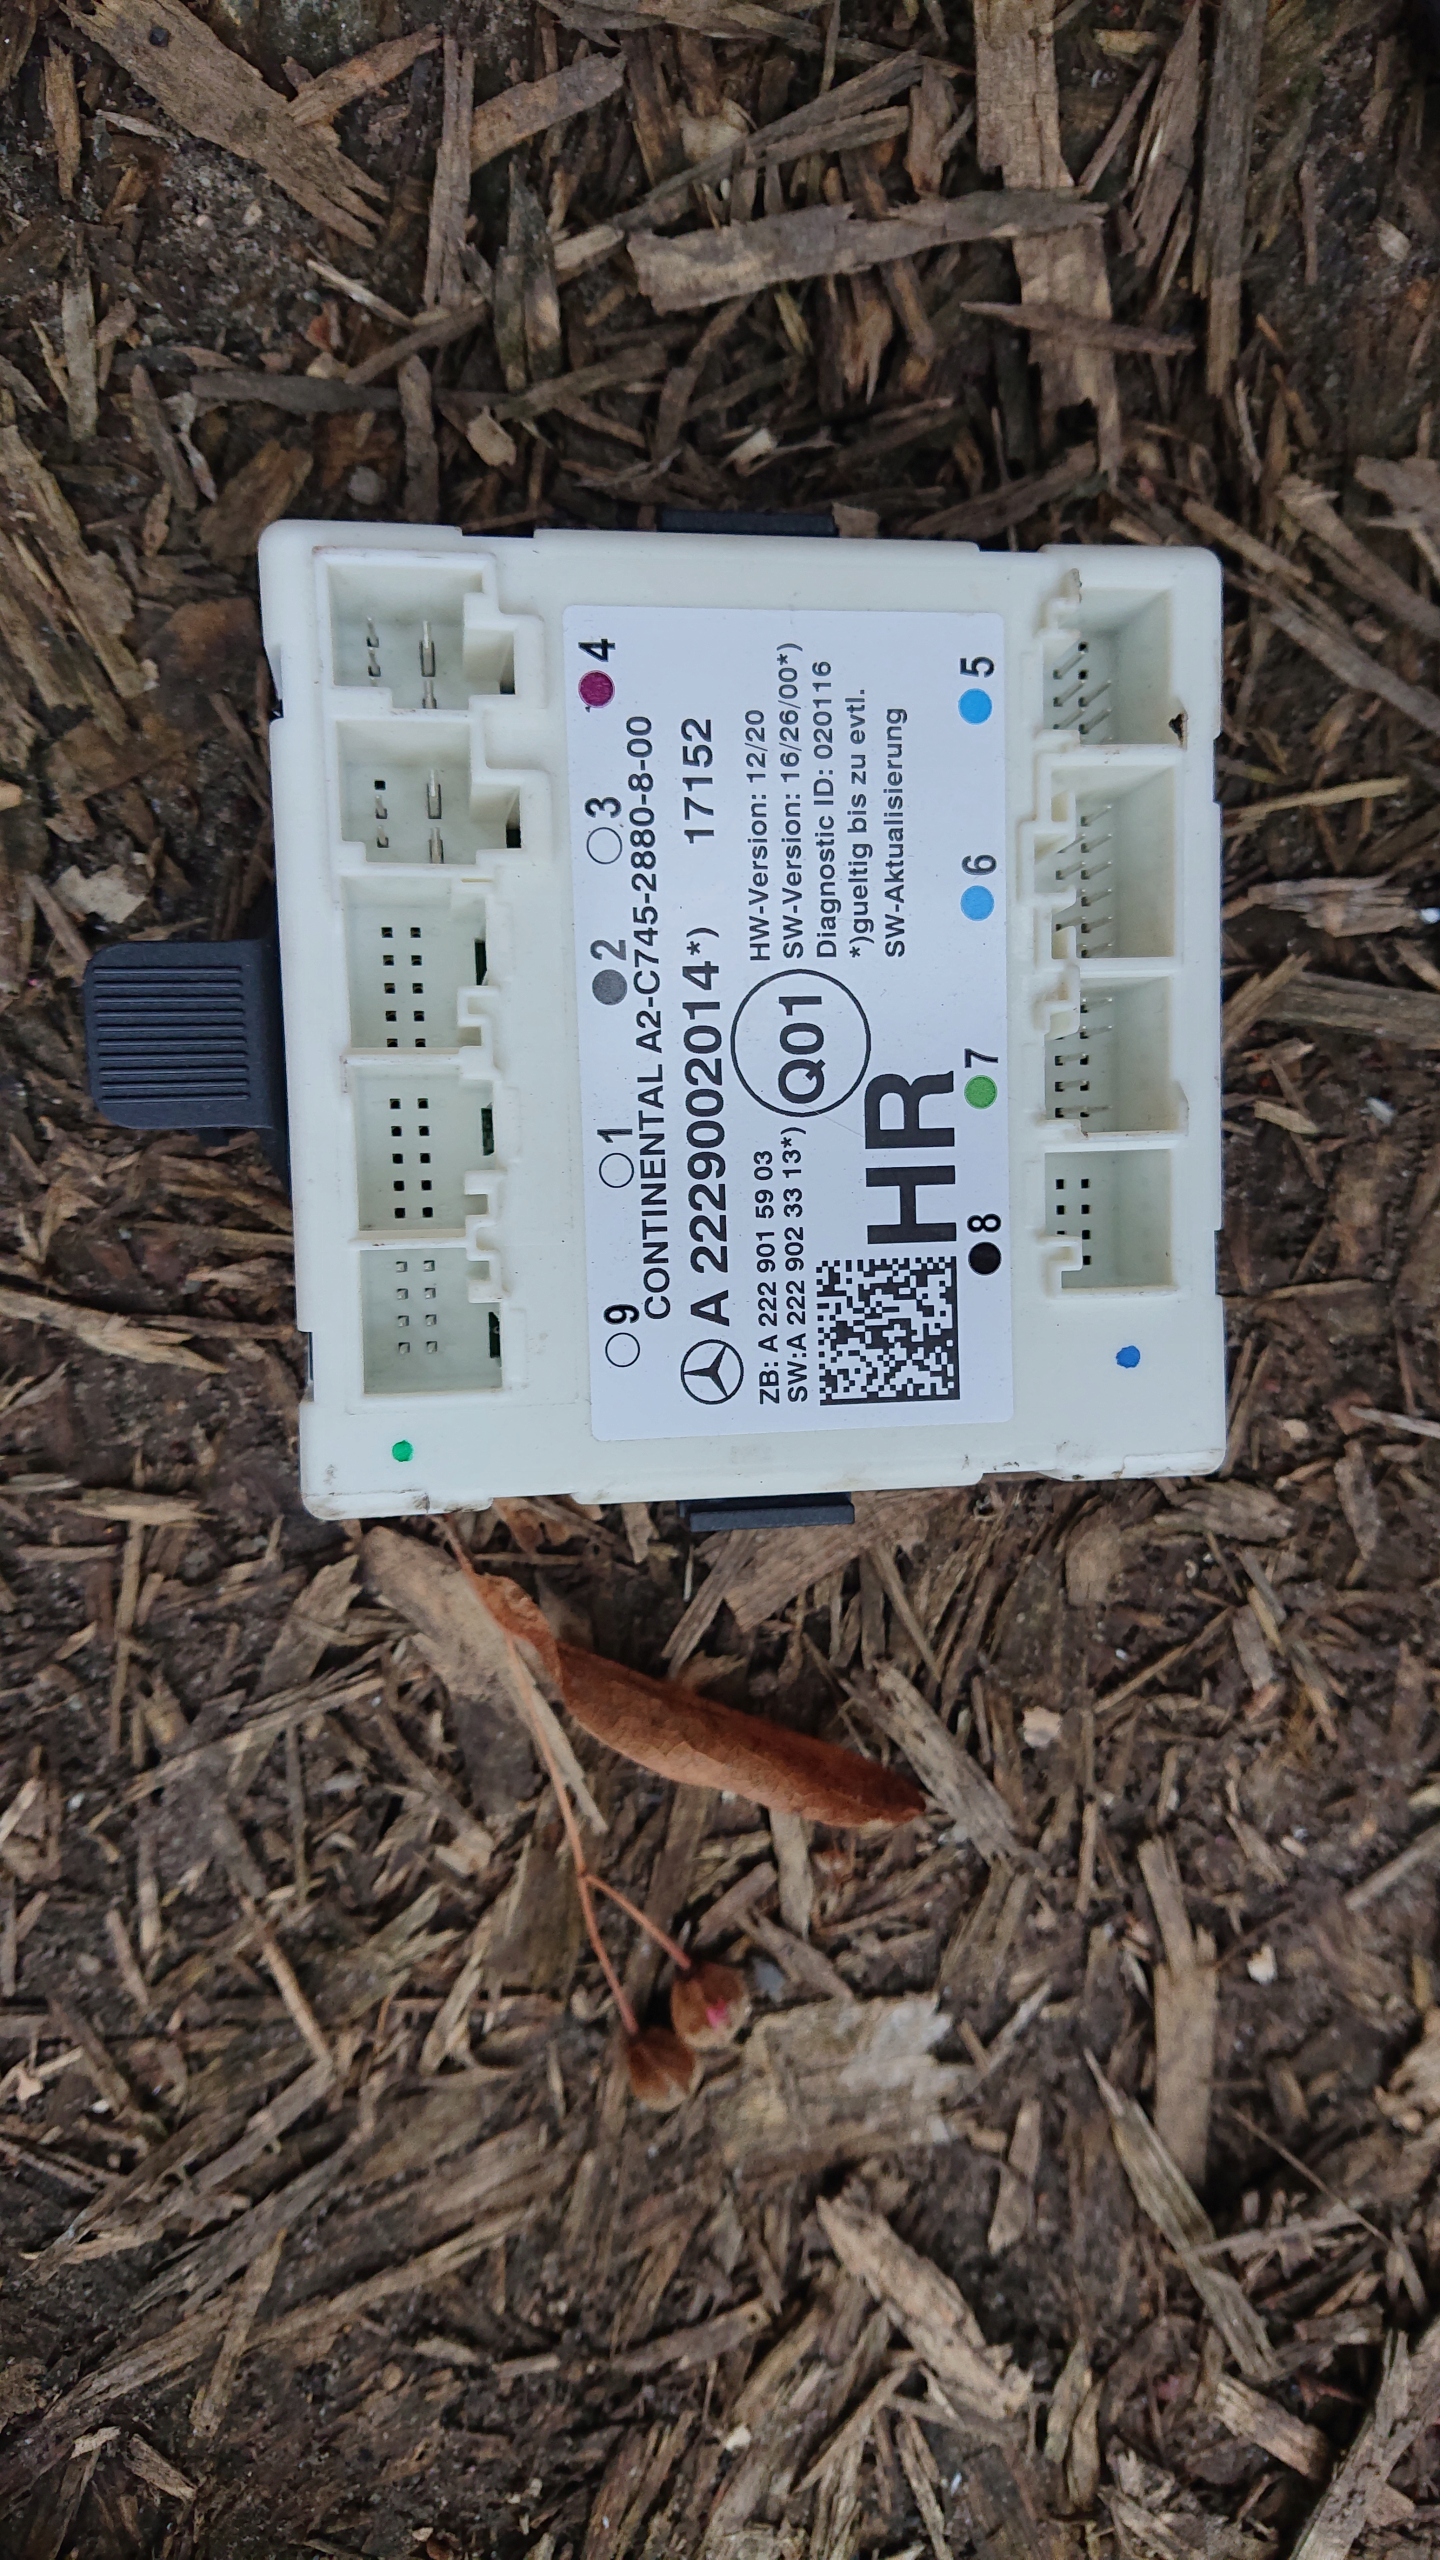 9 1 2 3 4
CONTINENTAL A2-C745-2880-8-00
A 2229002014*) 17152
ZB: A 222 901 59 03
SW:A 222 902 33 13*)
Q01
HW-Version: 12/20
SW-Version: 16/26/00*)
Diagnostic ID: 020116
*)gueltig bis zu evtl.
SW-Aktualisierung
HR
8 7 6 5